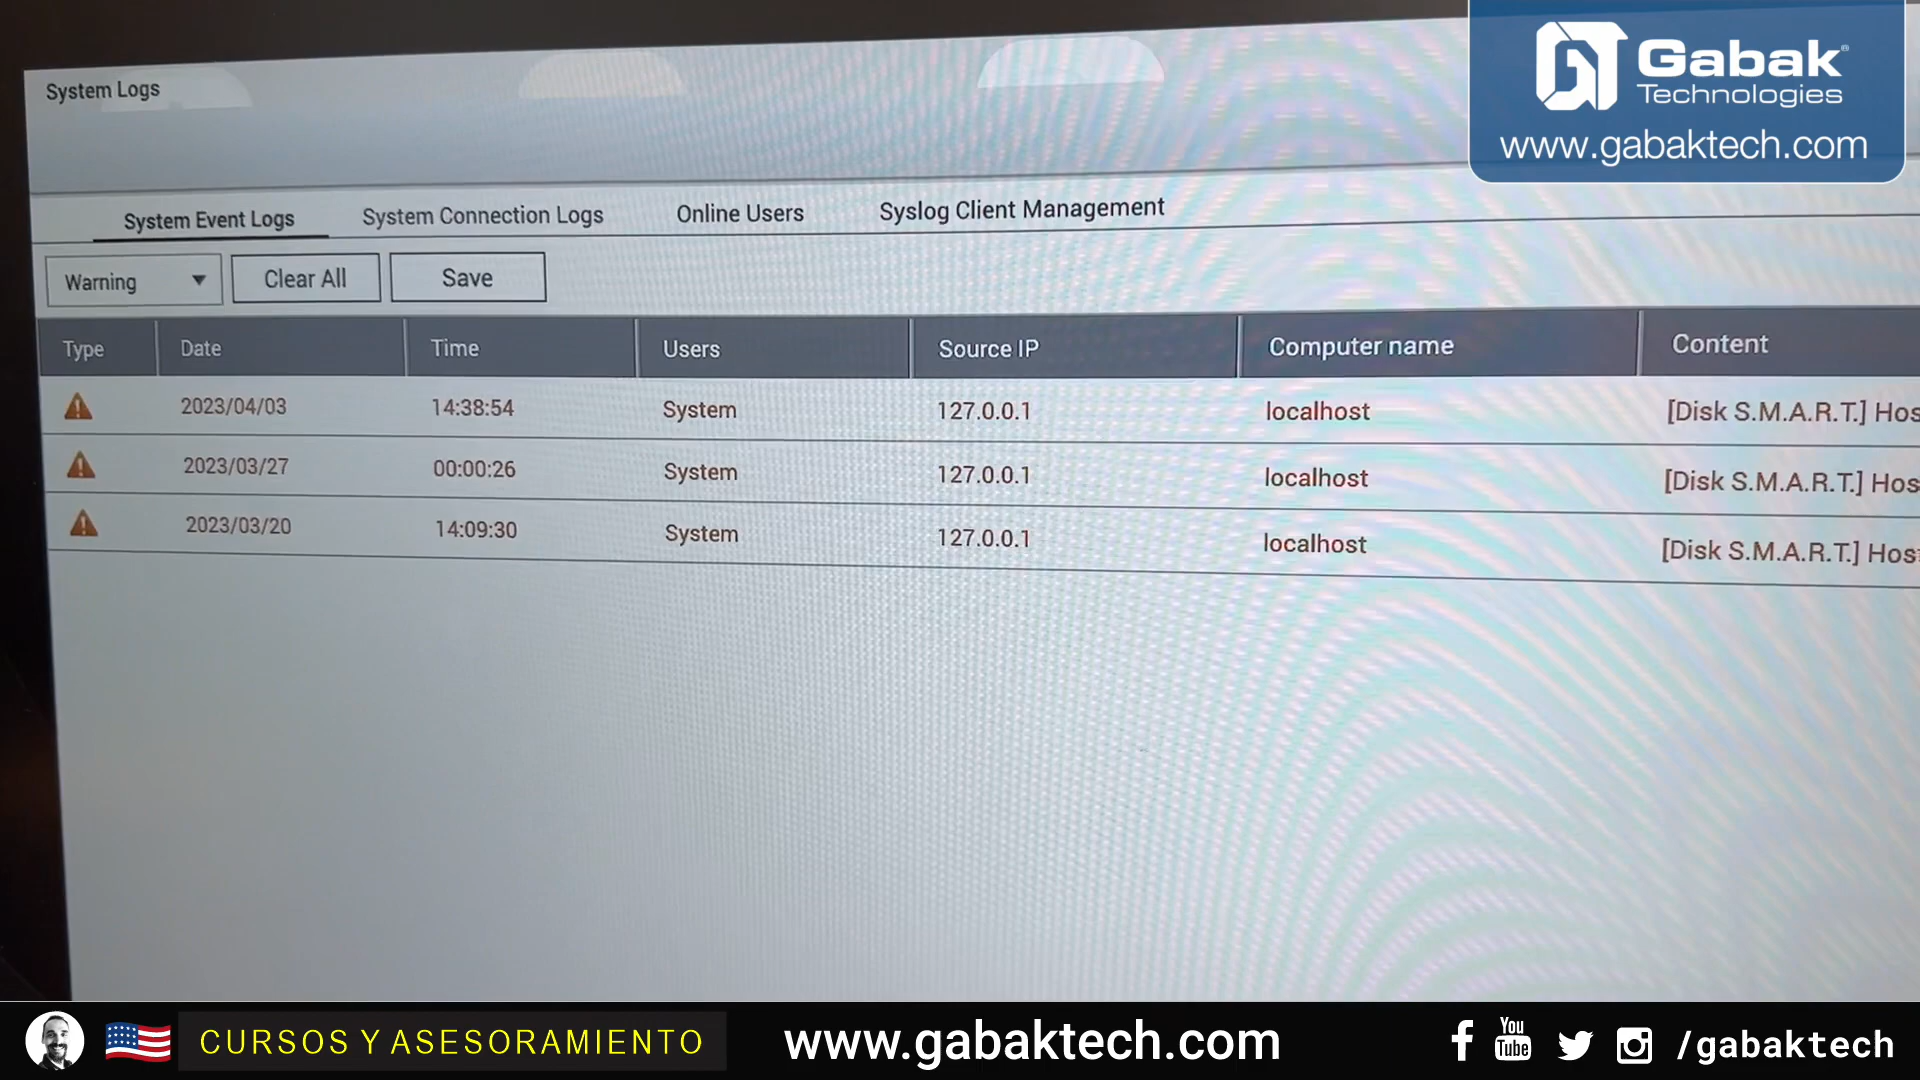 Gabak®
Technologies
www.gabaktech.com
System Logs
System Event Logs System Connection Logs Online Users Syslog Client Management
Warning Clear All Save
Type Date Time Users Source IP Computer name Content
2023/04/03 14:38:54 System 127.0.0.1 localhost [Disk S.M.A.R.T.] Hos
2023/03/27 00:00:26 System 127.0.0.1 localhost [Disk S.M.A.R.T.] Hos
2023/03/20 14:09:30 System 127.0.0.1 localhost [Disk S.M.A.R.T.] Hos
CURSOS Y ASESORAMIENTO www.gabaktech.com You Tube /gabaktech